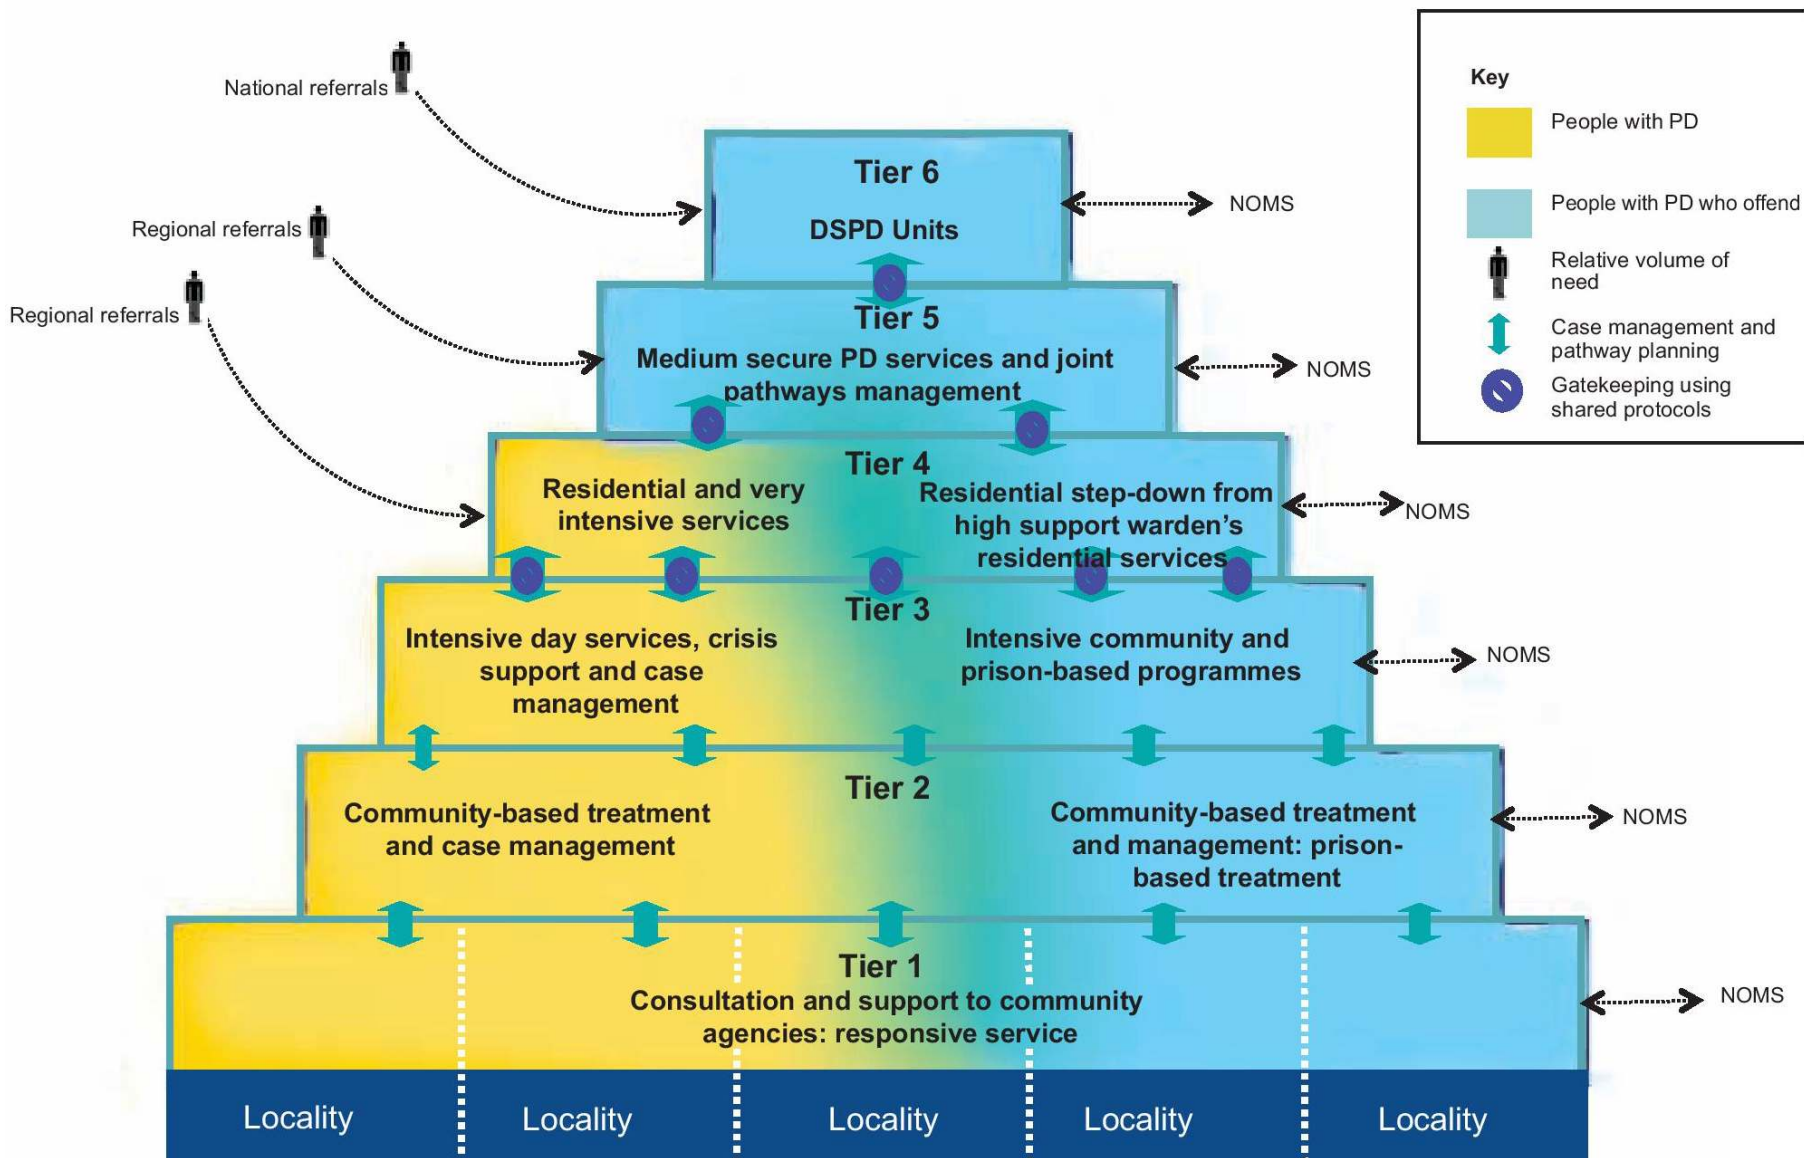 National referrals
Regional referrals
Regional referrals
Tier 6
DSPD Units
NOMS
Tier 5
Medium secure PD services and joint
pathways management
NOMS
Tier 4
Residential and very
intensive services
Residential step-down from
high support warden's
residential services
NOMS
Tier 3
Intensive day services, crisis
support and case
management
Intensive community and
prison-based programmes
NOMS
Tier 2
Community-based treatment
and case management
Community-based treatment
and management: prison-
based treatment
NOMS
Tier 1
Consultation and support to community
agencies: responsive service
NOMS
Locality
Locality
Locality
Locality
Locality
Key
People with PD
People with PD who offend
Relative volume of
need
Case management and
pathway planning
Gatekeeping using
shared protocols